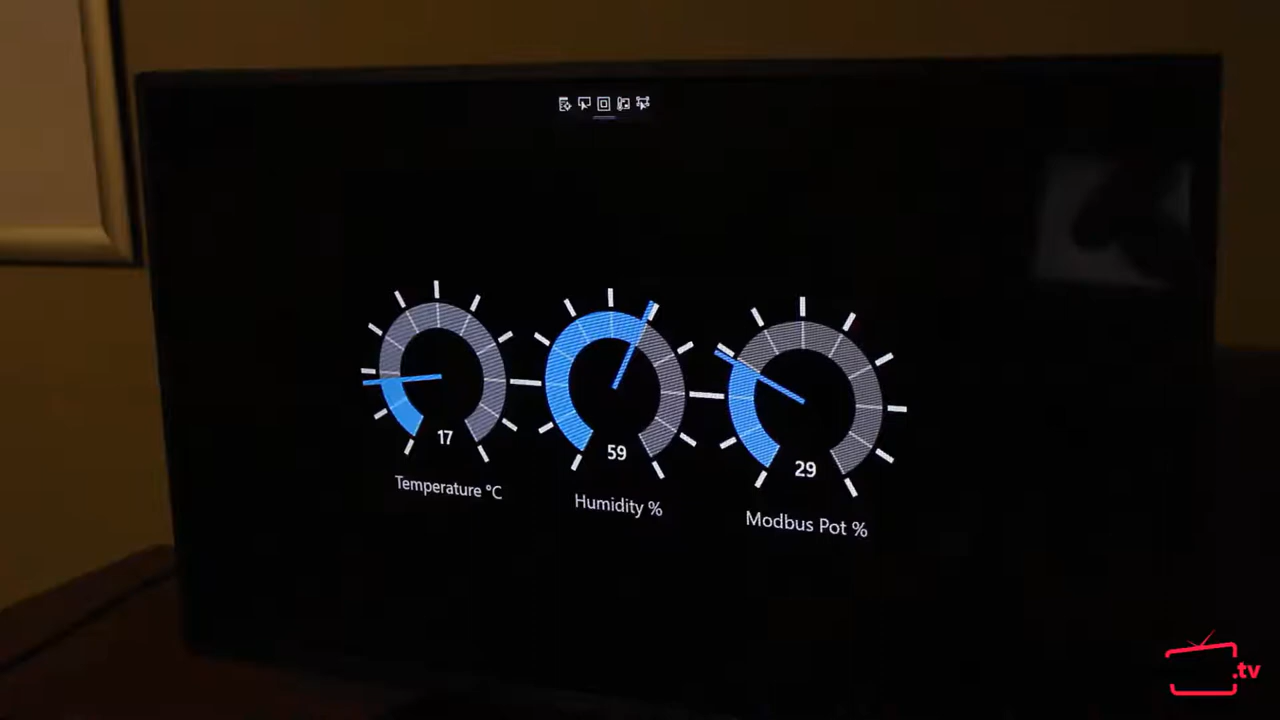 17
Temperature °C
59
Humidity %
29
Modbus Pot %
.tv